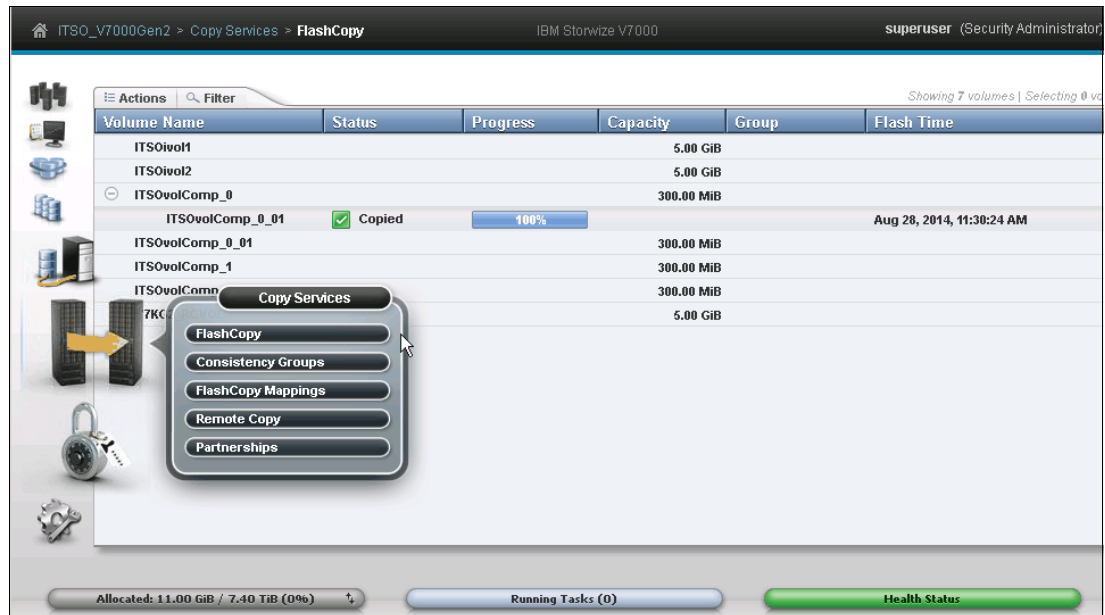 ITSO_V7000Gen2 > Copy Services > FlashCopy IBM Storwize V7000 superuser (Security Administrator)
Actions Filter Showing 7 volumes | Selecting 0 vo
Volume Name Status Progress Capacity Group Flash Time
ITSOivol1 5.00 GiB
ITSOivol2 5.00 GiB
ITSOvolComp_0 300.00 MiB
ITSOvolComp_0_01 Copied 100% Aug 28, 2014, 11:30:24 AM
ITSOvolComp_0_01 300.00 MiB
ITSOvolComp_1 300.00 MiB
ITSOvolComp 300.00 MiB
5.00 GiB
Copy Services
FlashCopy
Consistency Groups
FlashCopy Mappings
Remote Copy
Partnerships
Allocated: 11.00 GiB / 7.40 TiB (0%) Running Tasks (0) Health Status